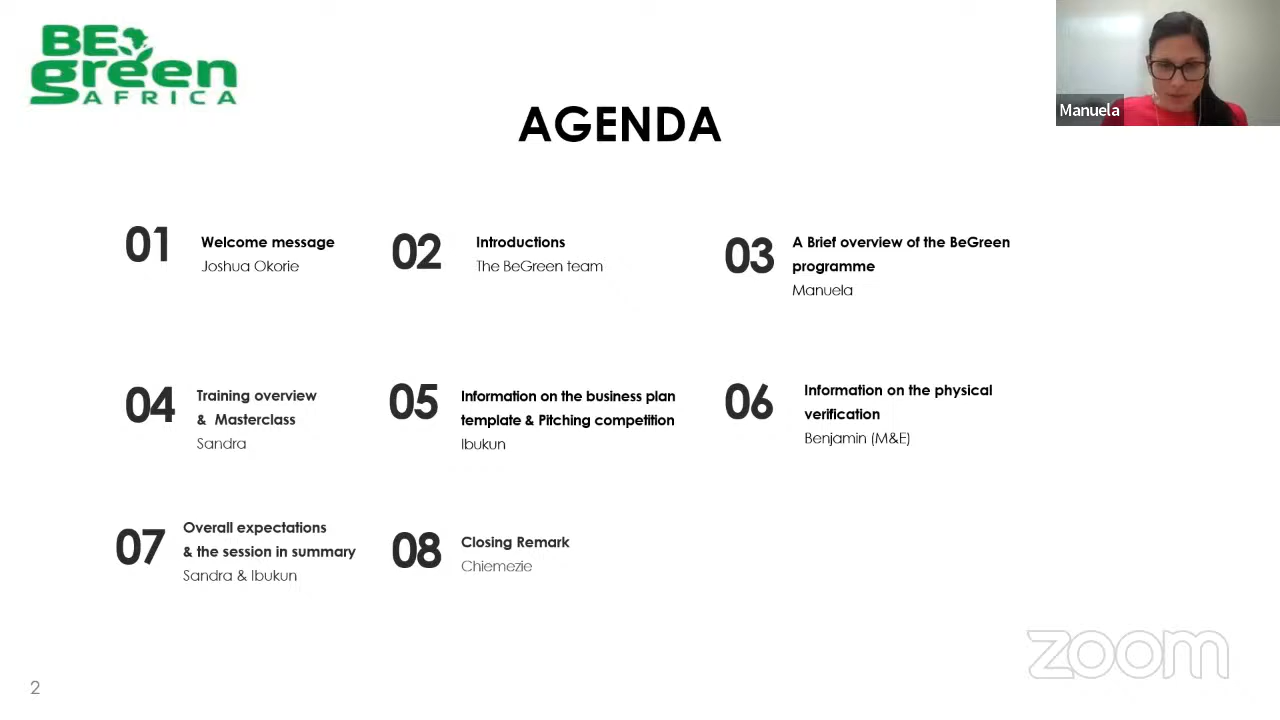 BE
green
AFRICA
Manuela
AGENDA
01
Welcome message
Joshua Okorie
02
Introductions
The BeGreen team
03
A Brief overview of the BeGreen
programme
Manuela
04
Training overview
& Masterclass
Sandra
05
Information on the business plan
template & Pitching competition
Ibukun
06
Information on the physical
verification
Benjamin (M&E)
07
Overall expectations
& the session in summary
Sandra & Ibukun
08
Closing Remark
Chiemezie
zoom
2